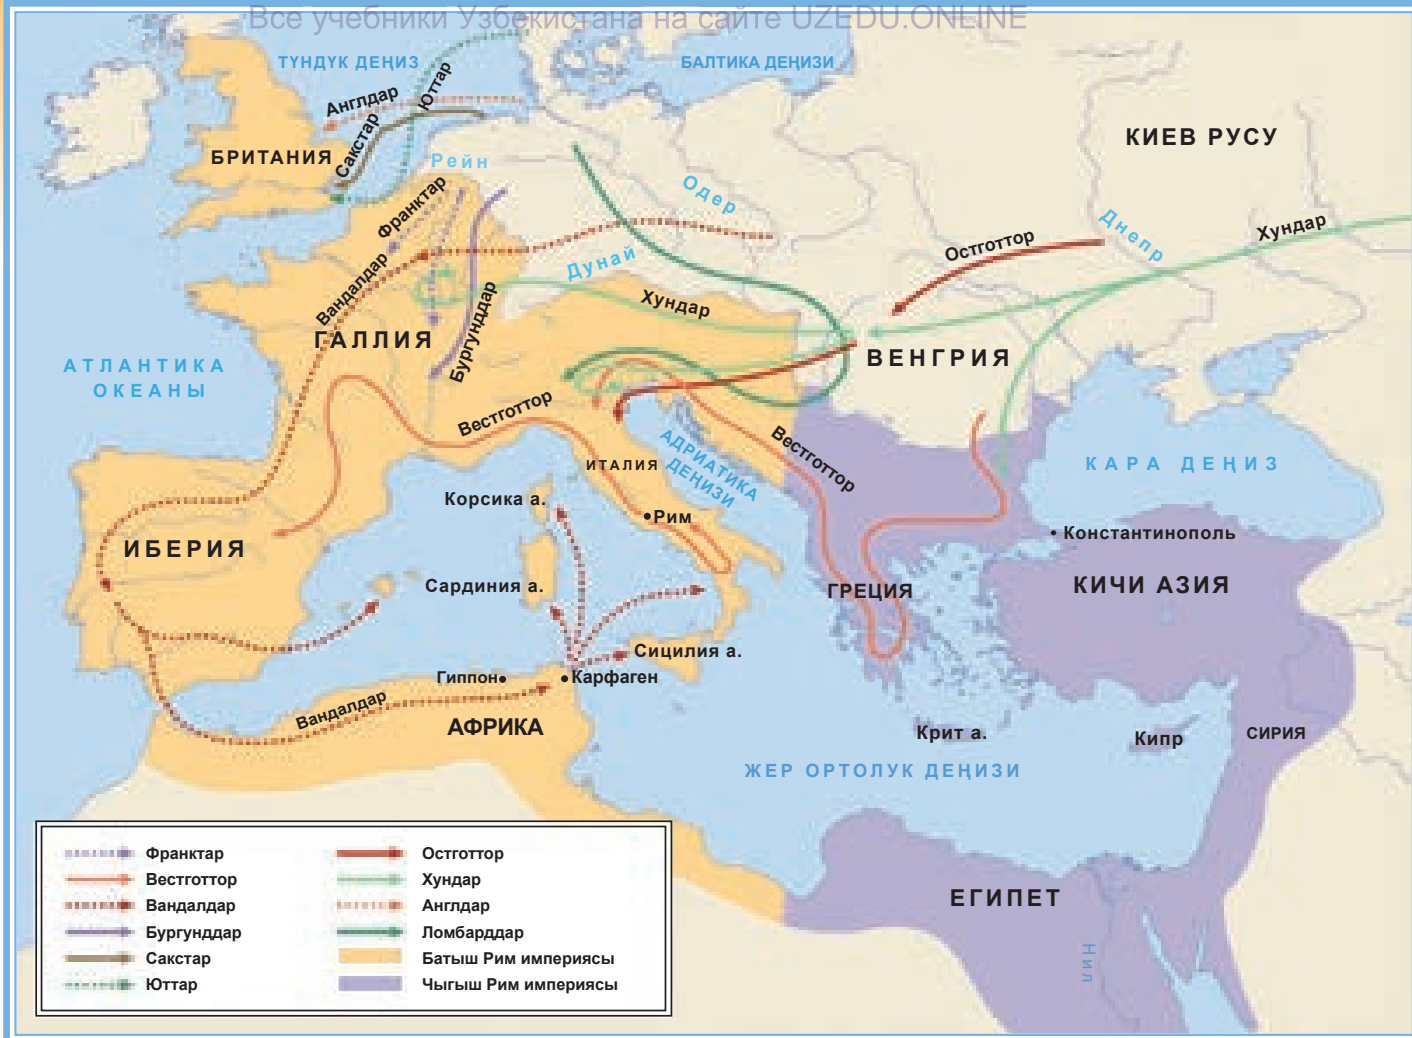 Все учебники Узбекистана на сайте UZEDU.ONLINE
ТҮНДҮК ДЕҢИЗ
БАЛТИКА ДЕҢИЗИ
Юттар
Англдар
Сакстар
БРИТАНИЯ
КИЕВ РУСУ
Рейн
Одер
Франктар
Днепр
Хундар
Остготтор
Дунай
Вандалдар
Хундар
ГАЛЛИЯ
Бургунддар
ВЕНГРИЯ
АТЛАНТИКА
ОКЕАНЫ
Вестготтор
Вестготтор
ИТАЛИЯ
АДРИАТИКА
ДЕҢИЗИ
КАРА ДЕҢИЗ
Корсика а.
Рим
Константинополь
ИБЕРИЯ
Сардиния а.
ГРЕЦИЯ
КИЧИ АЗИЯ
Сицилия а.
Гиппон
Карфаген
Вандалдар
АФРИКА
Крит а.
Кипр
СИРИЯ
ЖЕР ОРТОЛУК ДЕҢИЗИ
ЕГИПЕТ
Нил
Франктар
Вестготтор
Вандалдар
Бургунддар
Сакстар
Юттар
Остготтор
Хундар
Англдар
Ломбарддар
Батыш Рим империясы
Чыгыш Рим империясы